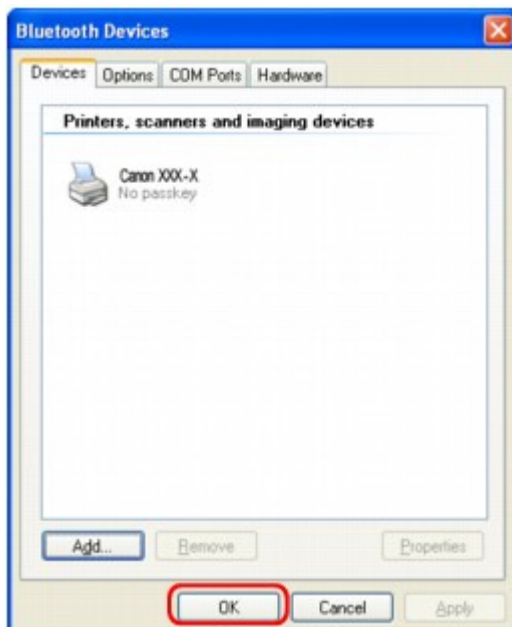 Bluetooth Devices
Devices Options COM Ports Hardware
Printers, scanners and imaging devices
Canon XXX-X
No passkey
Add... Remove Properties
OK Cancel Apply